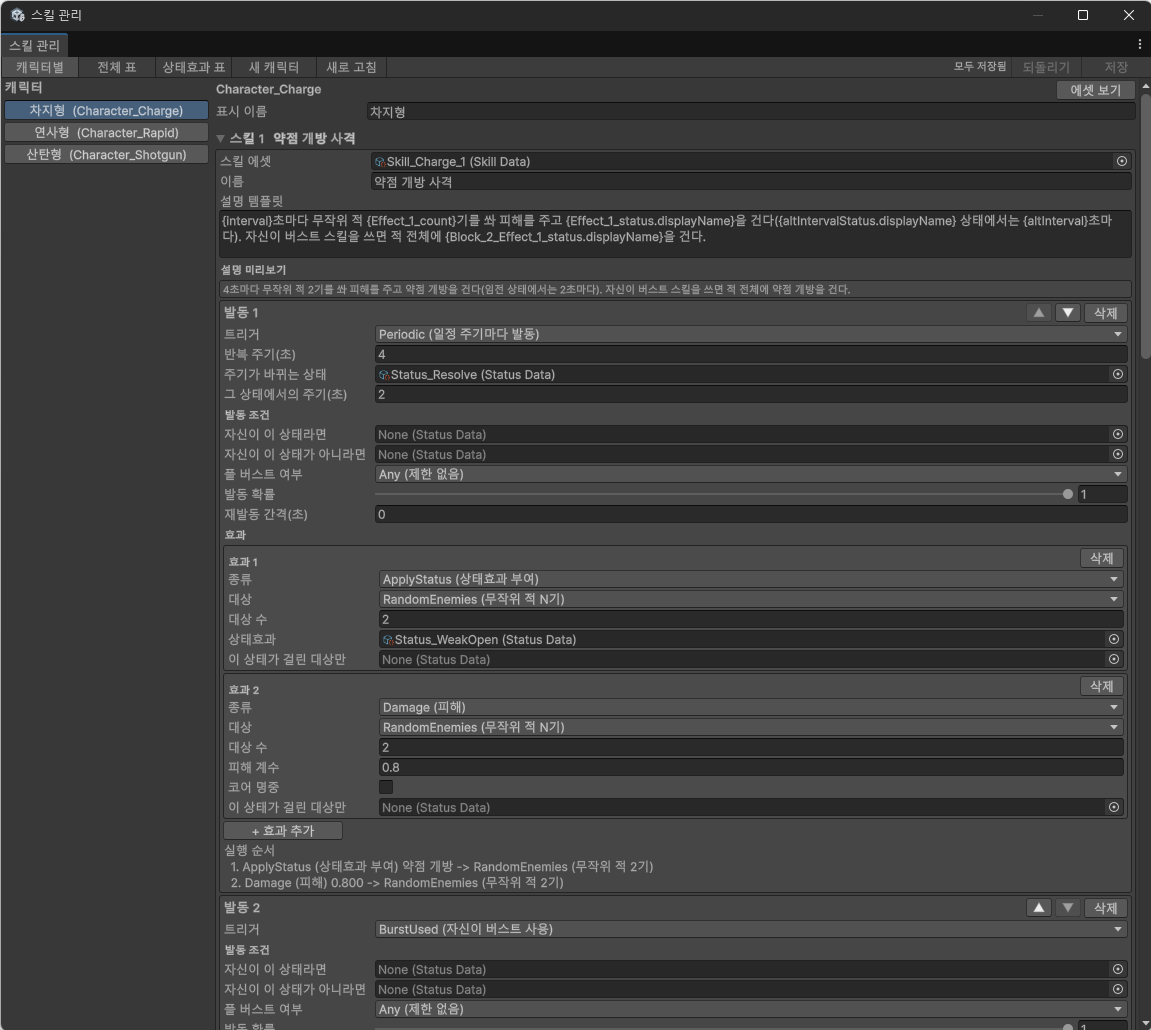 스킬 관리
스킬 관리
캐릭터별 전체 표 상태효과 표 새 캐릭터 새로 고침 모두 저장됨 되돌리기 저장
캐릭터
차지형 (Character_Charge)
연사형 (Character_Rapid)
산탄형 (Character_Shotgun)
Character_Charge 에셋 보기
표시 이름 차지형
스킬 1 약점 개방 사격
스킬 에셋 Skill_Charge_1 (Skill Data)
이름 약점 개방 사격
설명 템플릿
{interval}초마다 무작위 적 {Effect_1_count}기를 쏴 피해를 주고 {Effect_1_status.displayName}을 건다({altIntervalStatus.displayName} 상태에서는 {altInterval}초마
다). 자신이 버스트 스킬을 쓰면 적 전체에 {Block_2_Effect_1_status.displayName}을 건다.
설명 미리보기
4초마다 무작위 적 2기를 쏴 피해를 주고 약점 개방을 건다(임전 상태에서는 2초마다). 자신이 버스트 스킬을 쓰면 적 전체에 약점 개방을 건다.
발동 1 ▲ ▼ 삭제
트리거 Periodic (일정 주기마다 발동)
반복 주기(초) 4
주기가 바뀌는 상태 Status_Resolve (Status Data)
그 상태에서의 주기(초) 2
발동 조건
자신이 이 상태라면 None (Status Data)
자신이 이 상태가 아니라면 None (Status Data)
풀 버스트 여부 Any (제한 없음)
발동 확률 1
재발동 간격(초) 0
효과
효과 1 삭제
종류 ApplyStatus (상태효과 부여)
대상 RandomEnemies (무작위 적 N기)
대상 수 2
상태효과 Status_WeakOpen (Status Data)
이 상태가 걸린 대상만 None (Status Data)
효과 2 삭제
종류 Damage (피해)
대상 RandomEnemies (무작위 적 N기)
대상 수 2
피해 계수 0.8
코어 명중
이 상태가 걸린 대상만 None (Status Data)
+ 효과 추가
실행 순서
1. ApplyStatus (상태효과 부여) 약점 개방 -> RandomEnemies (무작위 적 2기)
2. Damage (피해) 0.800 -> RandomEnemies (무작위 적 2기)
발동 2 ▲ ▼ 삭제
트리거 BurstUsed (자신이 버스트 사용)
발동 조건
자신이 이 상태라면 None (Status Data)
자신이 이 상태가 아니라면 None (Status Data)
풀 버스트 여부 Any (제한 없음)
발동 확률 1